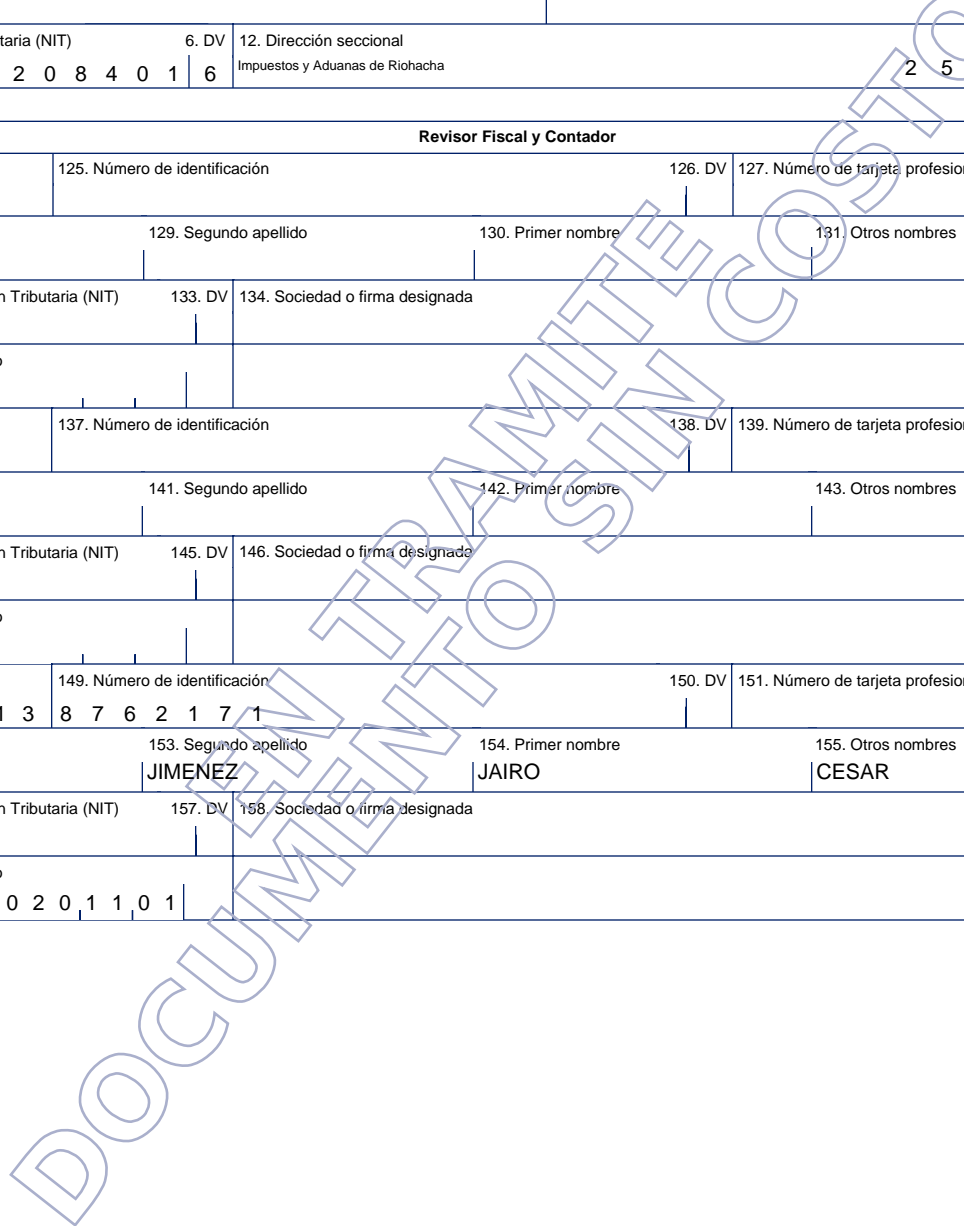 taria (NIT) 6. DV 12. Dirección seccional
2 0 8 4 0 1 6 Impuestos y Aduanas de Riohacha 2 5
Revisor Fiscal y Contador
125. Número de identificación 126. DV 127. Número de tarjeta profesion
129. Segundo apellido 130. Primer nombre 131. Otros nombres
n Tributaria (NIT) 133. DV 134. Sociedad o firma designada
o
137. Número de identificación 138. DV 139. Número de tarjeta profesion
141. Segundo apellido 142. Primer nombre 143. Otros nombres
n Tributaria (NIT) 145. DV 146. Sociedad o firma designada
o
149. Número de identificación 150. DV 151. Número de tarjeta profesion
1 3 8 7 6 2 1 7 1
153. Segundo apellido 154. Primer nombre 155. Otros nombres
JIMENEZ JAIRO CESAR
n Tributaria (NIT) 157. DV 158. Sociedad o firma designada
o
0 2 0 1 1 0 1
EN TRAMITE
DOCUMENTO SIN COSTO